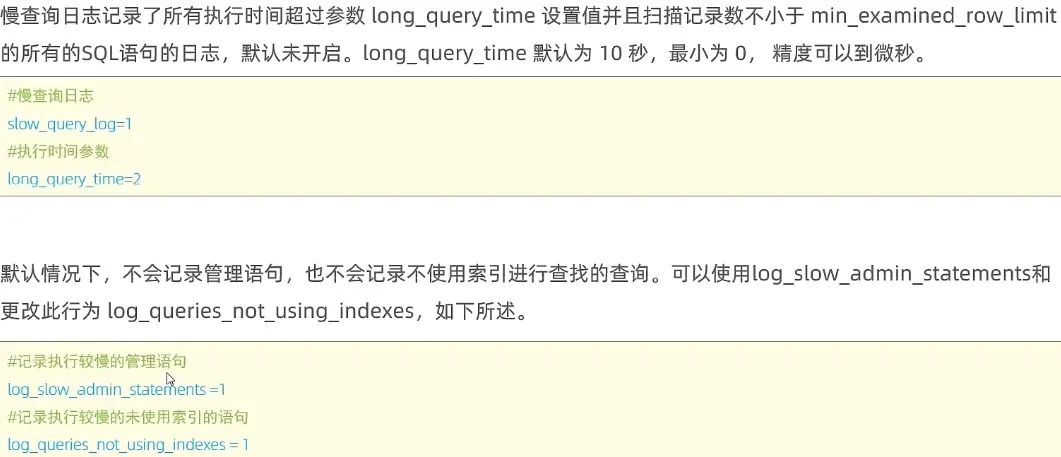 慢查询日志记录了所有执行时间超过参数 long_query_time 设置值并且扫描记录数不小于 min_examined_row_limit
的所有的SQL语句的日志，默认未开启。long_query_time 默认为 10 秒，最小为 0， 精度可以到微秒。
#慢查询日志
slow_query_log=1
#执行时间参数
long_query_time=2
默认情况下，不会记录管理语句，也不会记录不使用索引进行查找的查询。可以使用log_slow_admin_statements和
更改此行为 log_queries_not_using_indexes，如下所述。
#记录执行较慢的管理语句
log_slow_admin_statements =1
#记录执行较慢的未使用索引的语句
log_queries_not_using_indexes = 1